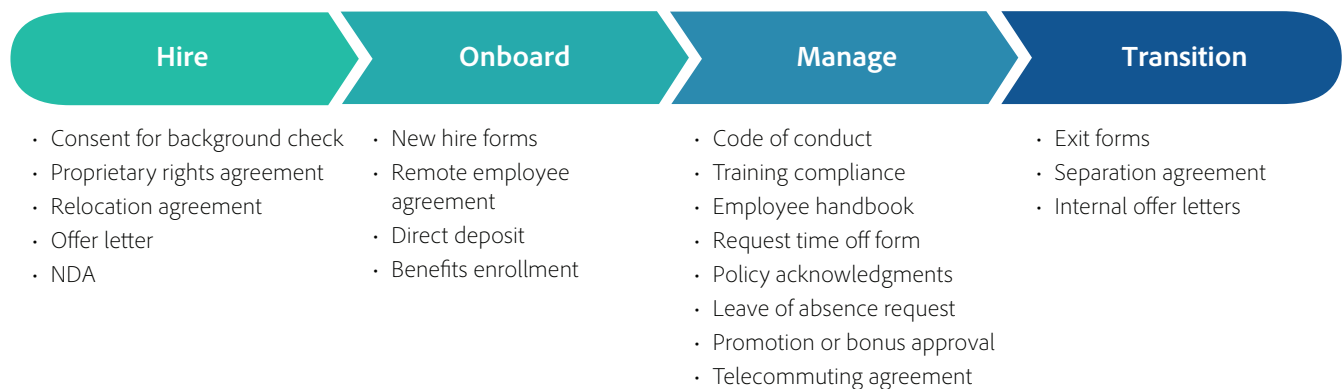 Hire
Onboard
Manage
Transition
· Consent for background check
· Proprietary rights agreement
· Relocation agreement
· Offer letter
· NDA
· New hire forms
· Remote employee
agreement
· Direct deposit
· Benefits enrollment
· Code of conduct
· Training compliance
· Employee handbook
· Request time off form
· Policy acknowledgments
· Leave of absence request
· Promotion or bonus approval
· Telecommuting agreement
· Exit forms
· Separation agreement
· Internal offer letters